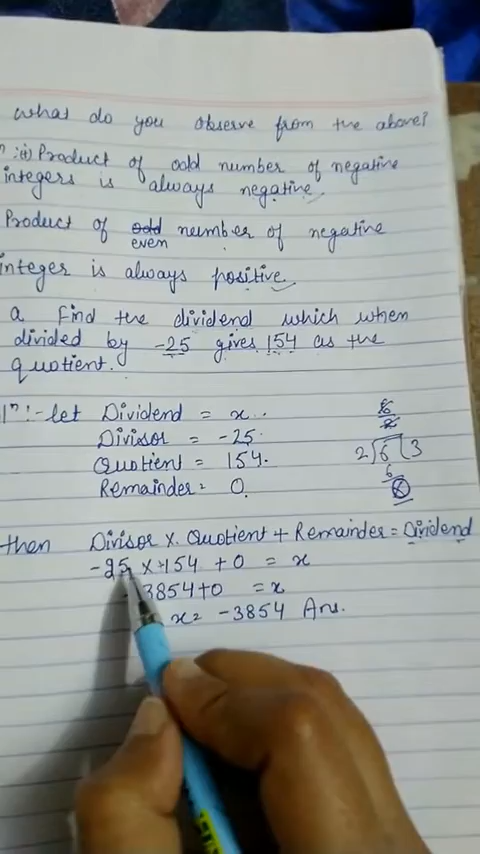 What do you observe from the above?
(ii) Product of odd number of negative
integers is always negative.
Product of odd number of negative
even
integer is always positive.
Q Find the dividend which when
divided by -25 gives 154 as the
quotient.
1ⁿ:- let Dividend = x.
Divisor = -25.
Quotient = 154.
Remainder = 0.
2)6(3
6
then Divisor x Quotient + Remainder = Dividend
-25 x 154 + 0 = x
3854+0 = x
x = -3854 Ans.